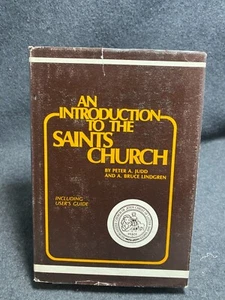 AN
INTRODUCTION
TO THE
SAINTS
CHURCH
BY PETER A. JUDD
AND A. BRUCE LINDGREN
INCLUDING
USER'S GUIDE